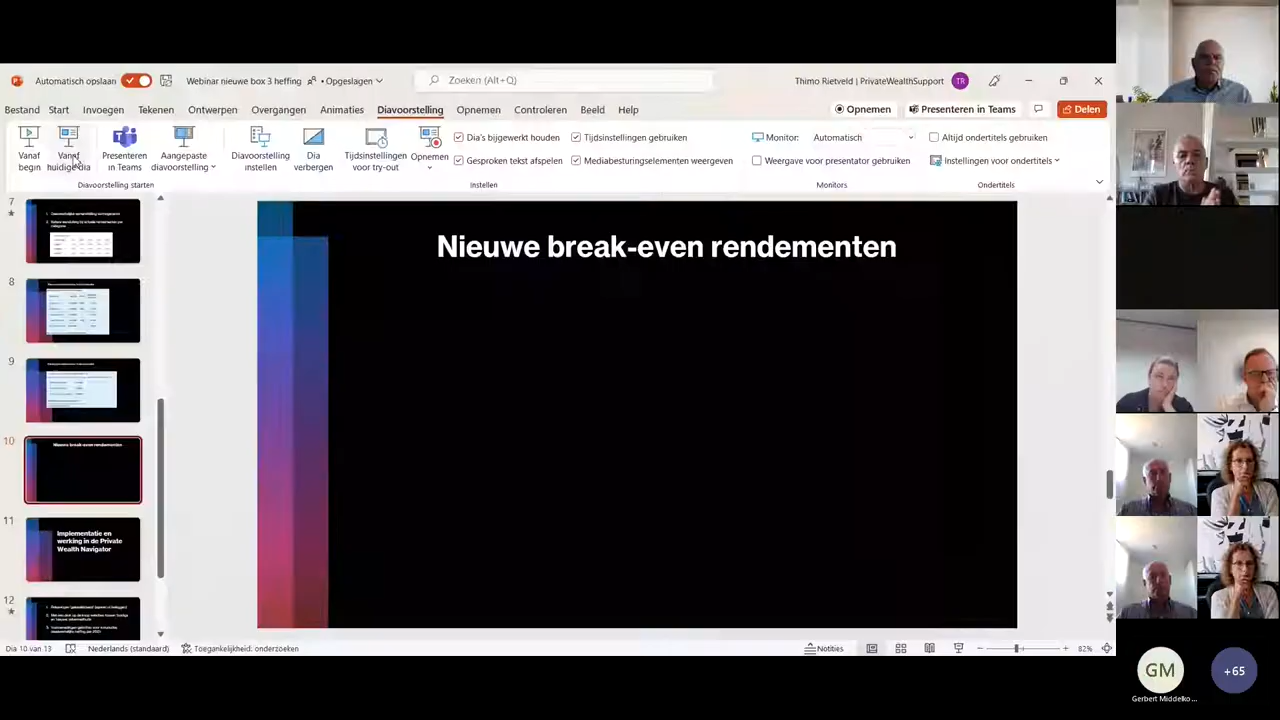 Automatisch opslaan
Webinar nieuwe box 3 heffing • Opgeslagen
Zoeken (Alt+Q)
Thimo Rietveld | PrivateWealthSupport TR
Bestand Start Invoegen Tekenen Ontwerpen Overgangen Animaties Diavoorstelling Opnemen Controleren Beeld Help
Opnemen Presenteren in Teams Delen
Vanaf begin
Vanaf huidige dia
Presenteren in Teams
Aangepaste diavoorstelling
Diavoorstelling starten
Diavoorstelling instellen
Dia verbergen
Tijdsinstellingen voor try-out
Opnemen
Dia's bijgewerkt houden
Tijdsinstellingen gebruiken
Gesproken tekst afspelen
Mediabesturingselementen weergeven
Instellen
Monitor: Automatisch
Weergave voor presentator gebruiken
Monitors
Altijd ondertitels gebruiken
Instellingen voor ondertitels
Ondertitels
7
8
9
10
Nieuwe break-even rendementen
11
Implementatie en
werking in de Private
Wealth Navigator
12
Nieuwe break-even rendementen
Dia 10 van 13 Nederlands (standaard) Toegankelijkheid: onderzoeken
Notities
82%
GM
+65
Gerbert Middelko ...